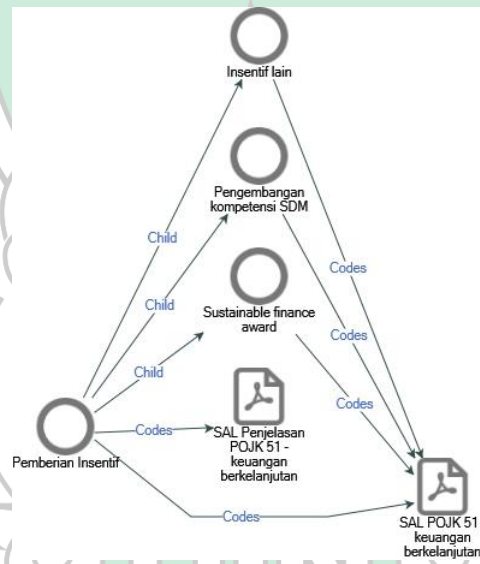 Insentif lain
Pengembangan
kompetensi SDM
Child
Codes
Child
Sustainable finance
award
Codes
Child
Codes
Codes
SAL Penjelasan
POJK 51 -
keuangan
berkelanjutan
Pemberian Insentif
Codes
SAL POJK 51
keuangan
berkelanjutan